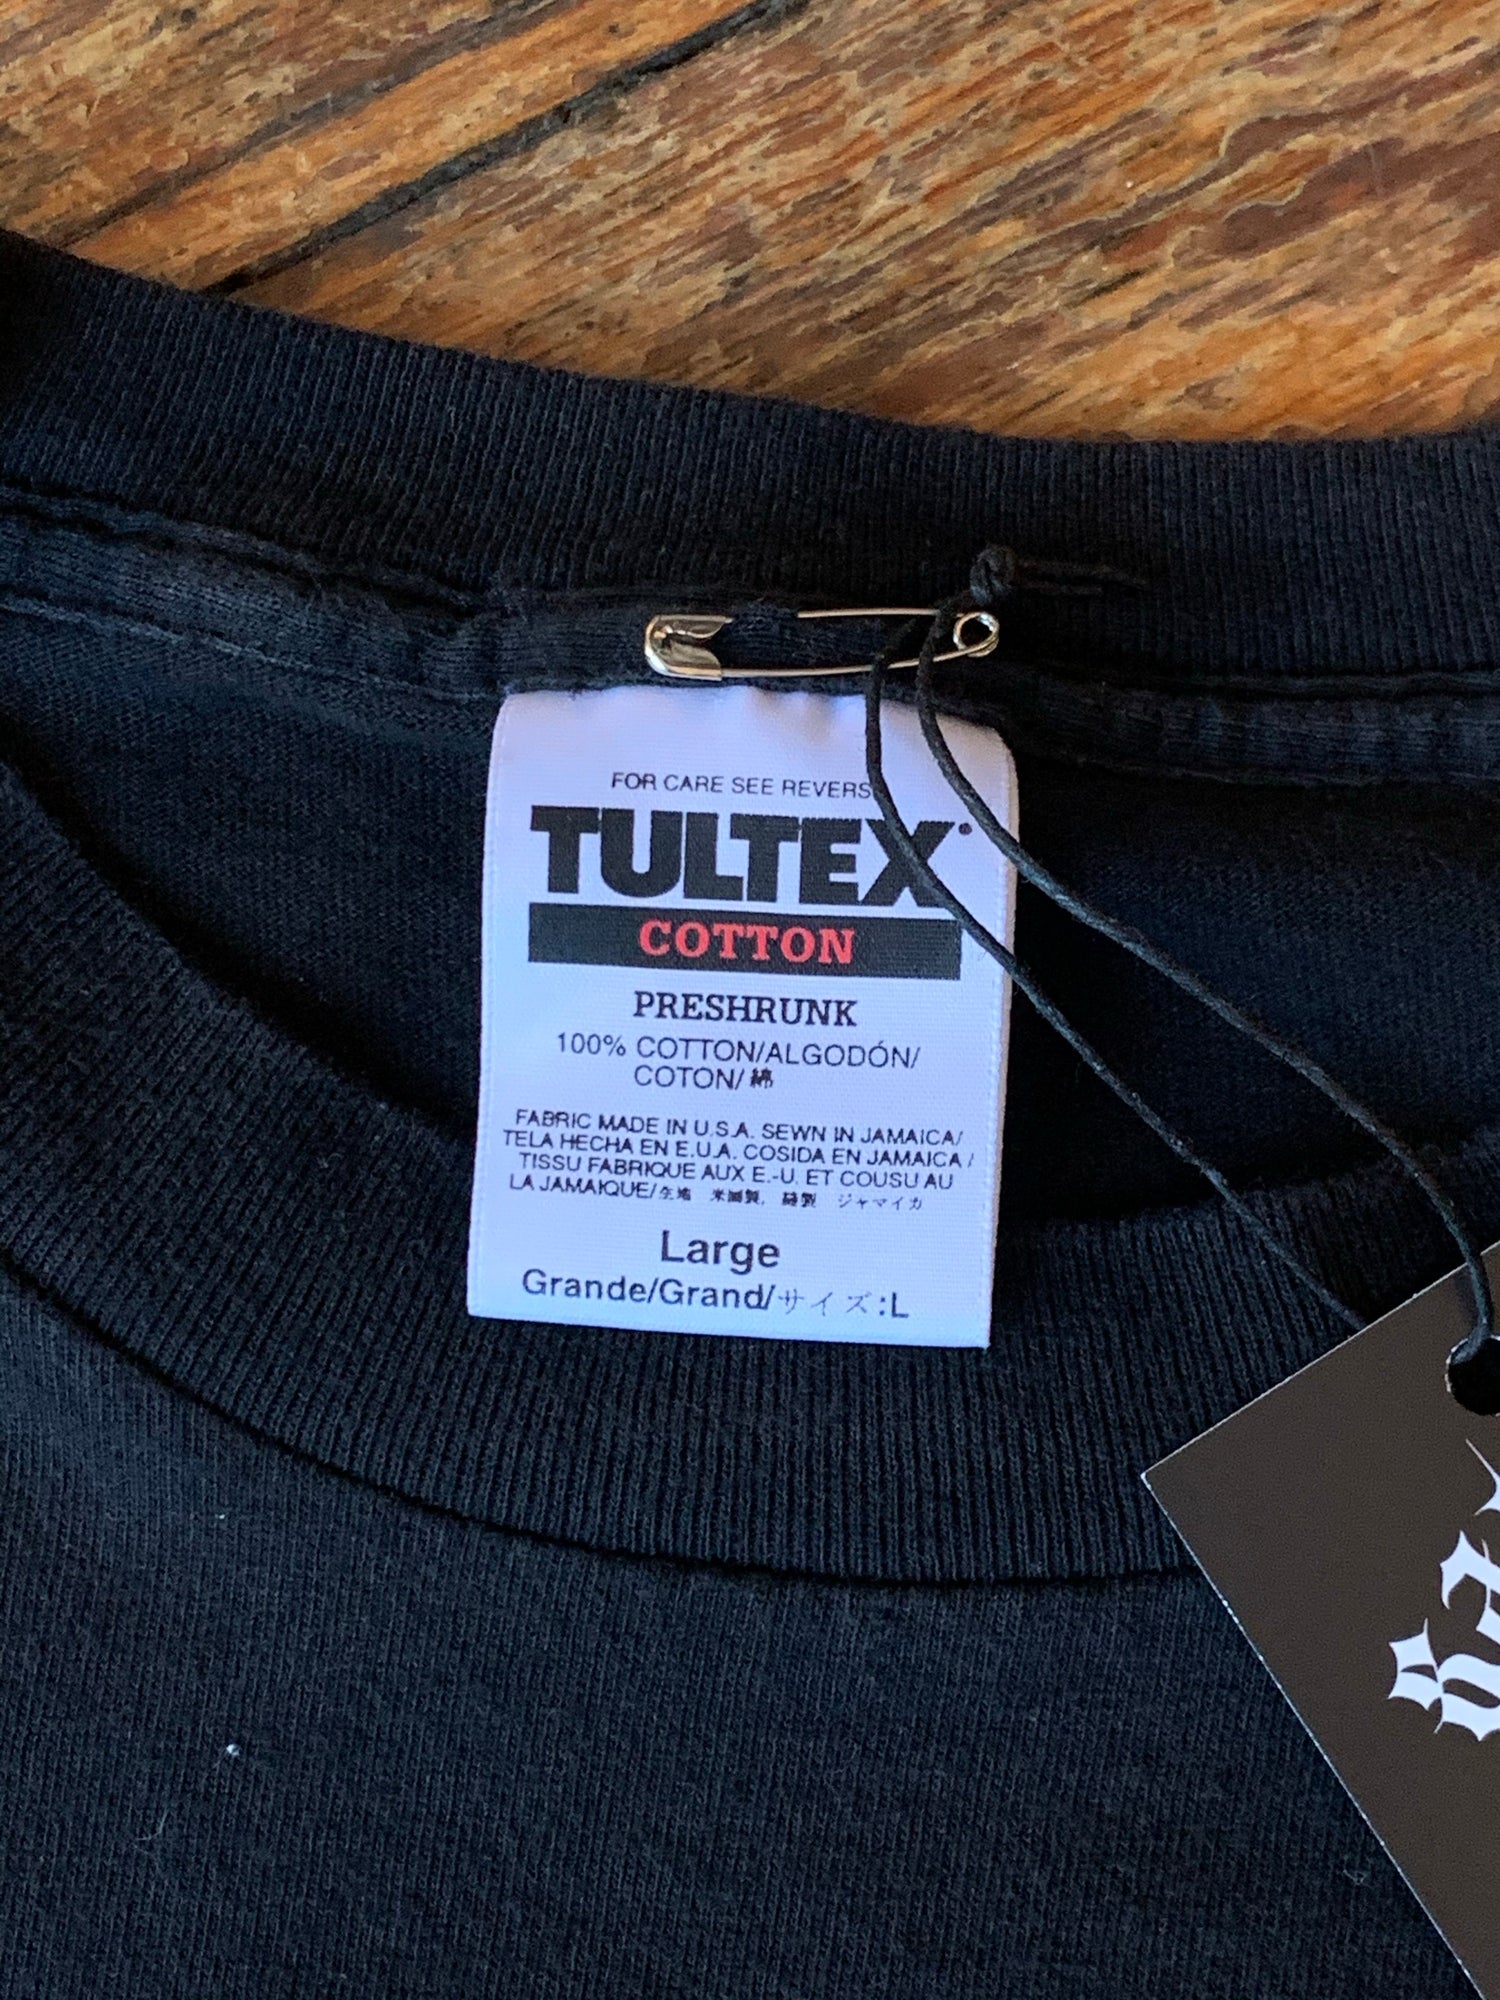 FOR CARE SEE REVERS
TULTEX
COTTON
PRESHRUNK
100% COTTON/ALGODÓN/
COTON/綿
FABRIC MADE IN U.S.A. SEWN IN JAMAICA/
TELA HECHA EN E.U.A. COSIDA EN JAMAICA/
TISSU FABRIQUE AUX E.-U. ET COUSU AU
LA JAMAIQUE/生地 米国製, 縫製 ジャマイカ
Large
Grande/Grand/サイズ:L